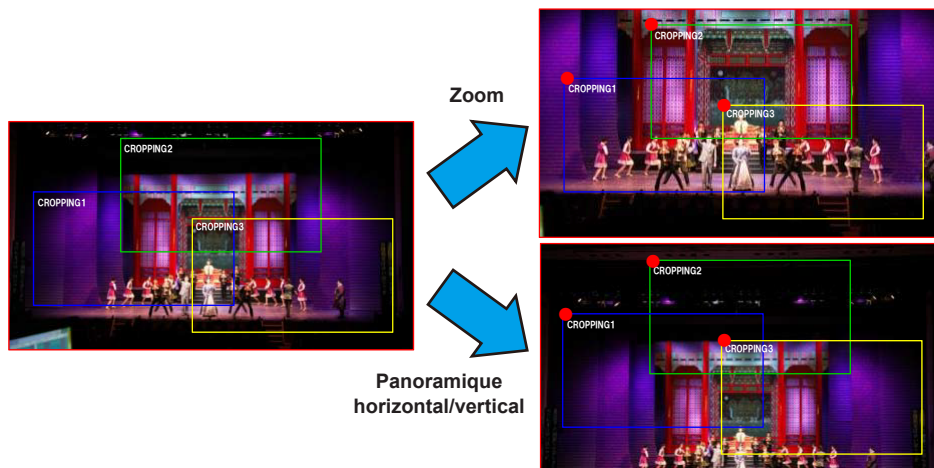 Zoom
Panoramique
horizontal/vertical
CROPPING2
CROPPING1
CROPPING3
CROPPING2
CROPPING1
CROPPING3
CROPPING2
CROPPING1
CROPPING3